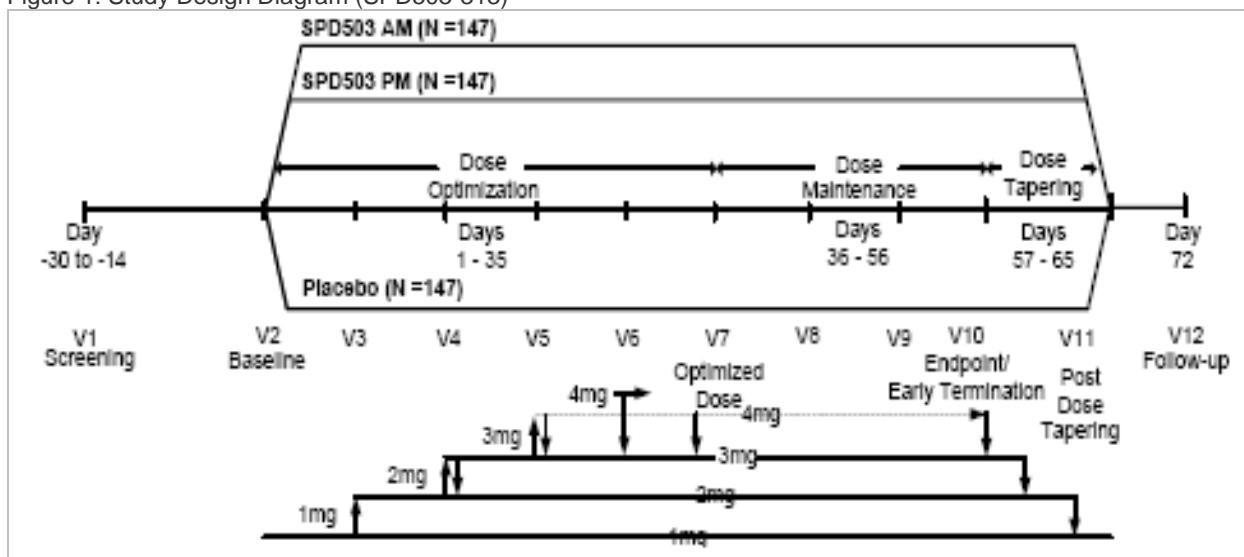 SPD503 AM (N =147)
SPD503 PM (N =147)
Dose
Optimization
Dose
Maintenance
Dose
Tapering
Day
-30 to -14
Days
1 - 35
Days
36 - 56
Days
57 - 65
Day
72
Placebo (N =147)
V1
Screening
V2
Baseline
V3
V4
V5
V6
V7
V8
V9
V10
Endpoint/
Early Termination
V11
Post
Dose
Tapering
V12
Follow-up
Optimized
Dose
4mg
4mg
3mg
3mg
2mg
2mg
1mg
1mg